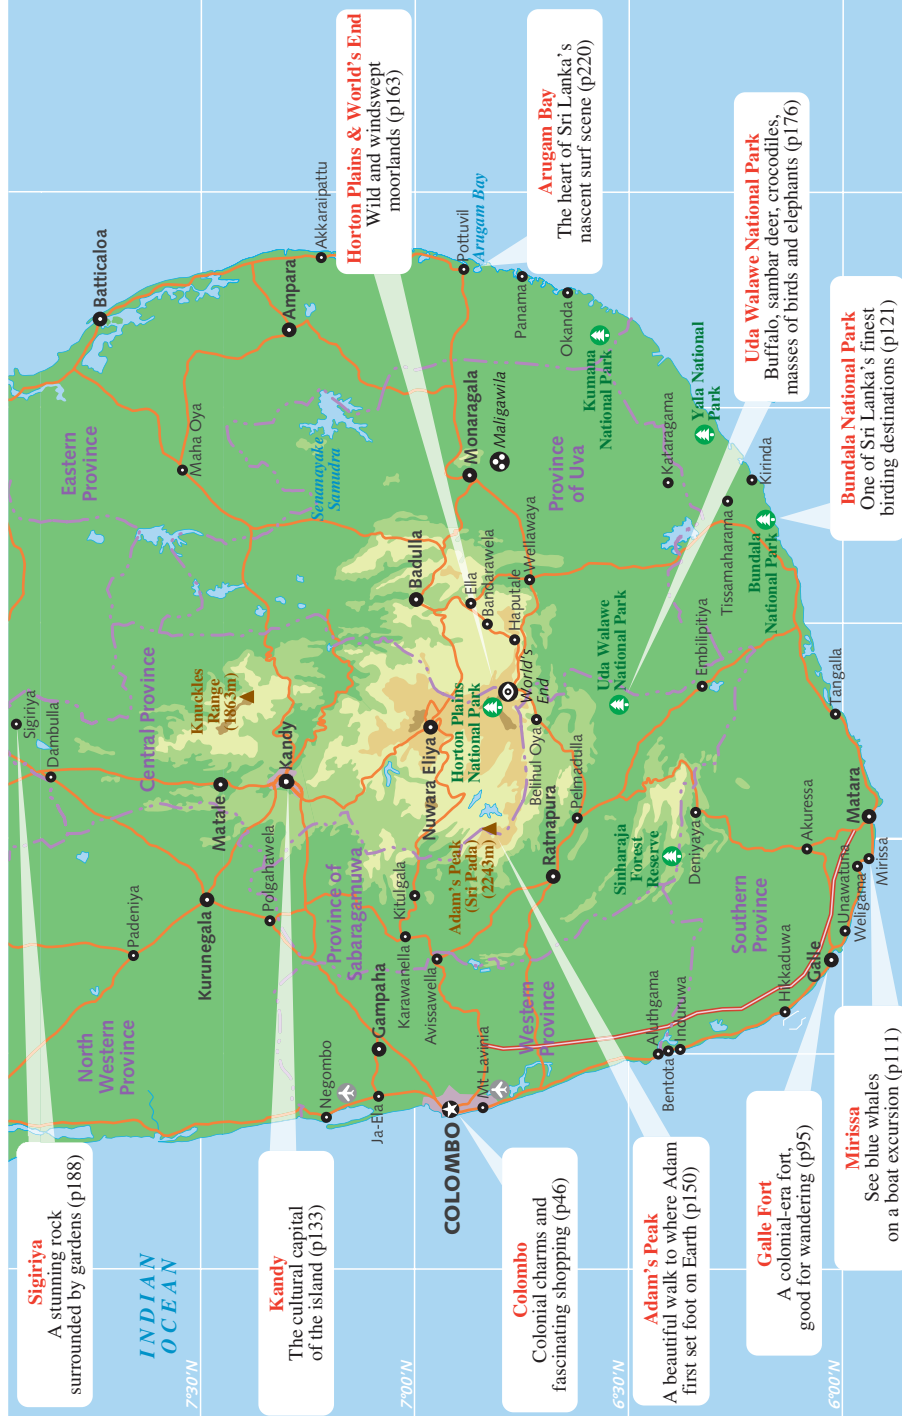 Sigiriya
A stunning rock
surrounded by gardens (p188)
INDIAN
OCEAN
Kandy
The cultural capital
of the island (p133)
Colombo
Colonial charms and
fascinating shopping (p46)
Adam's Peak
A beautiful walk to where Adam
first set foot on Earth (p150)
Galle Fort
A colonial-era fort,
good for wandering (p95)
Mirissa
See blue whales
on a boat excursion (p111)
Horton Plains & World's End
Wild and windswept
moorlands (p163)
Arugam Bay
The heart of Sri Lanka's
nascent surf scene (p220)
Uda Walawe National Park
Buffalo, sambar deer, crocodiles,
masses of birds and elephants (p176)
Bundala National Park
One of Sri Lanka's finest
birding destinations (p121)
7°30'N
7°00'N
6°30'N
6°00'N
North
Western
Province
Central Province
Eastern
Province
Province of
Sabaragamuwa
Western
Province
Province
of Uva
Southern
Province
Sigiriya
Dambulla
Padeniya
Kurunegala
Polgahawela
Matale
Kandy
Knuckles
Range
(1863m)
Maha Oya
Batticaloa
Ampara
Akkaraipattu
Senanayake
Samudra
Negombo
Ja-Ela
Gampaha
COLOMBO
Mt Lavinia
Karawanella
Avissawella
Kitulgala
Adam's Peak
(Sri Pada)
(2243m)
Nuwara Eliya
Horton Plains
National Park
World's
End
Belihul Oya
Badulla
Ella
Bandarawela
Haputale
Wellawaya
Monaragala
Maligawila
Pottuvil
Arugam Bay
Panama
Okanda
Kumana
National Park
Yala National
Park
Kataragama
Kirinda
Tissamaharama
Bundala
National Park
Uda Walawe
National Park
Embilipitiya
Ratnapura
Pelmadulla
Sinharaja
Forest
Reserve
Deniyaya
Aluthgama
Bentota
Induruwa
Hikkaduwa
Galle
Unawatuna
Weligama
Mirissa
Akuressa
Matara
Tangalla